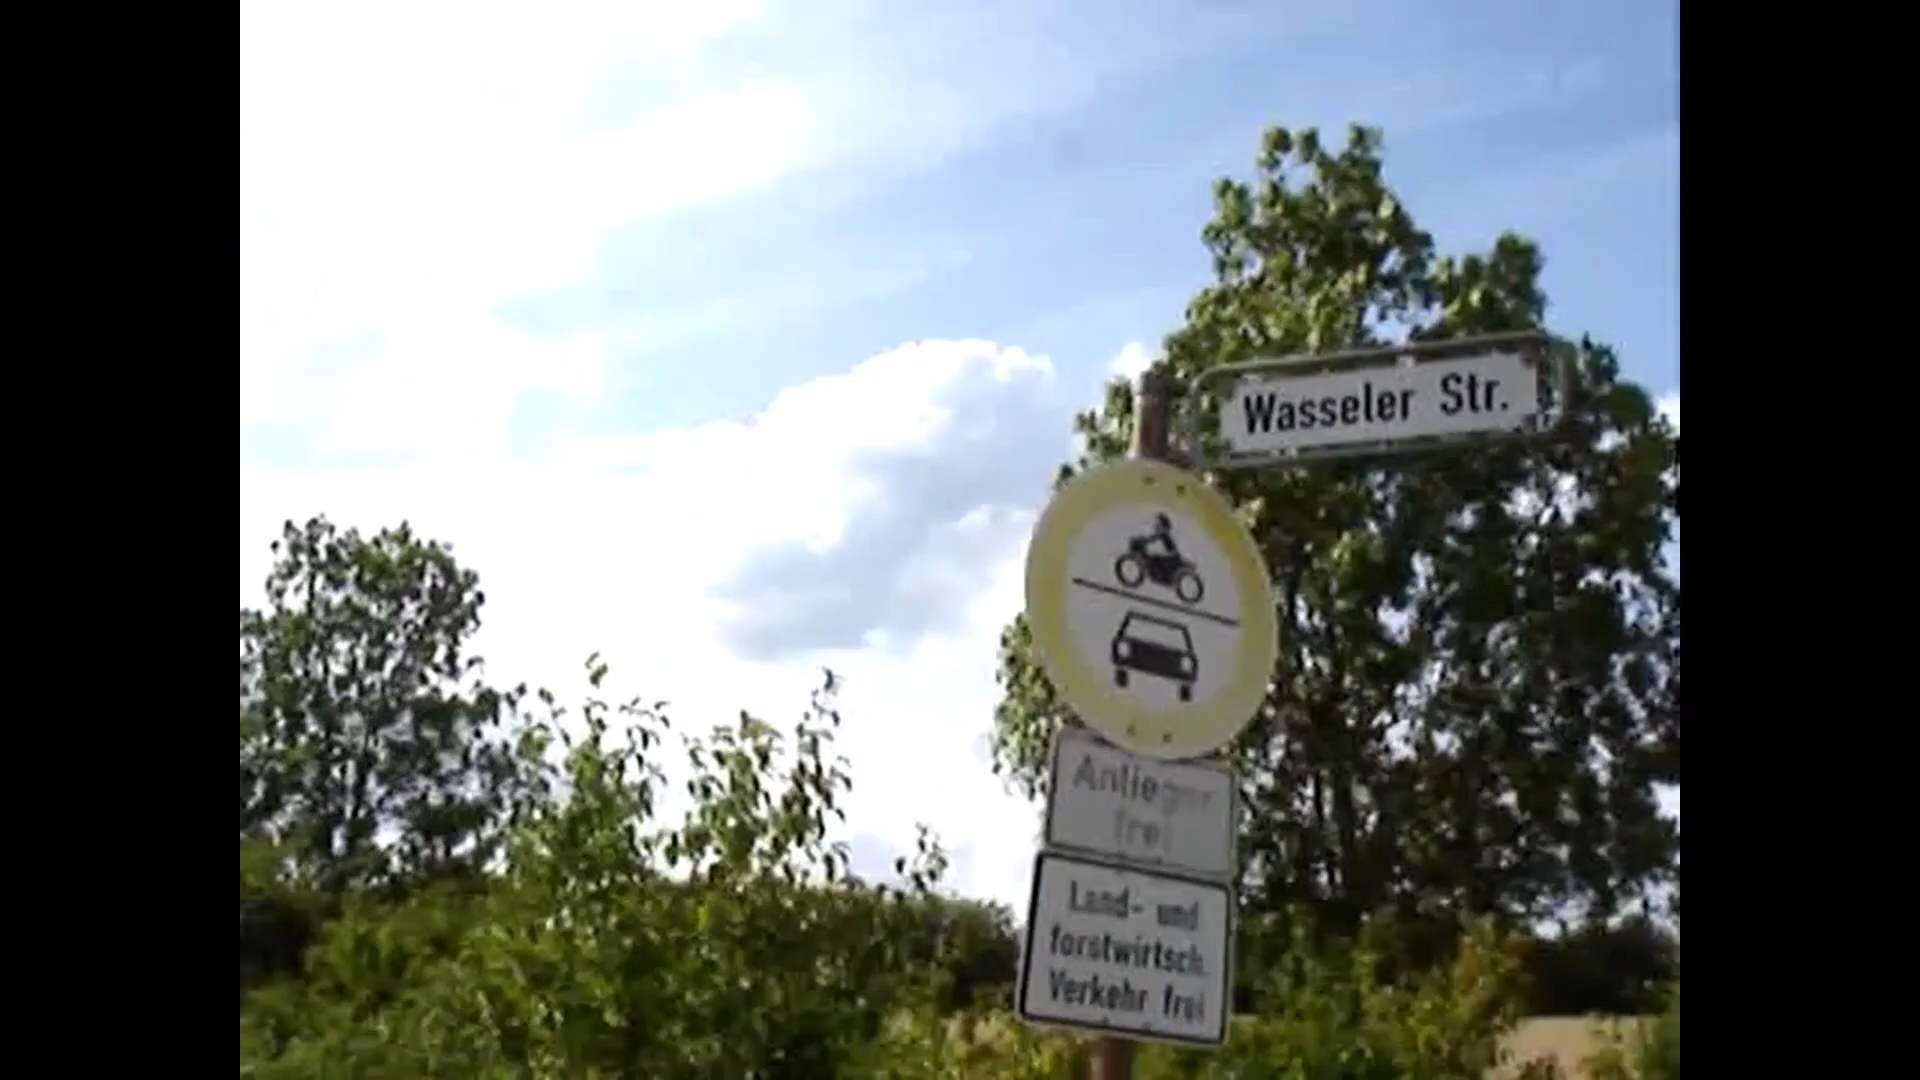 Wasseler Str.
Anlieger
frei
Land- und
forstwirtsch.
Verkehr frei